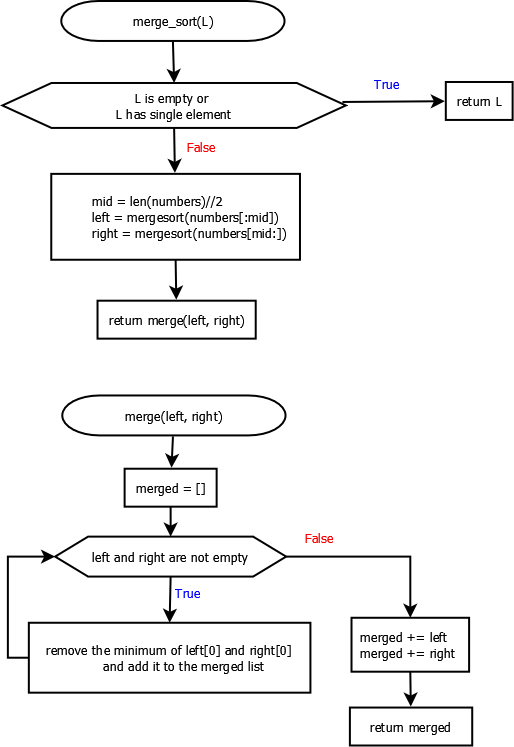 merge_sort(L)
L is empty or
L has single element
True
return L
False
mid = len(numbers)//2
left = mergesort(numbers[:mid])
right = mergesort(numbers[mid:])
return merge(left, right)
merge(left, right)
merged = []
left and right are not empty
False
True
remove the minimum of left[0] and right[0]
and add it to the merged list
merged += left
merged += right
return merged